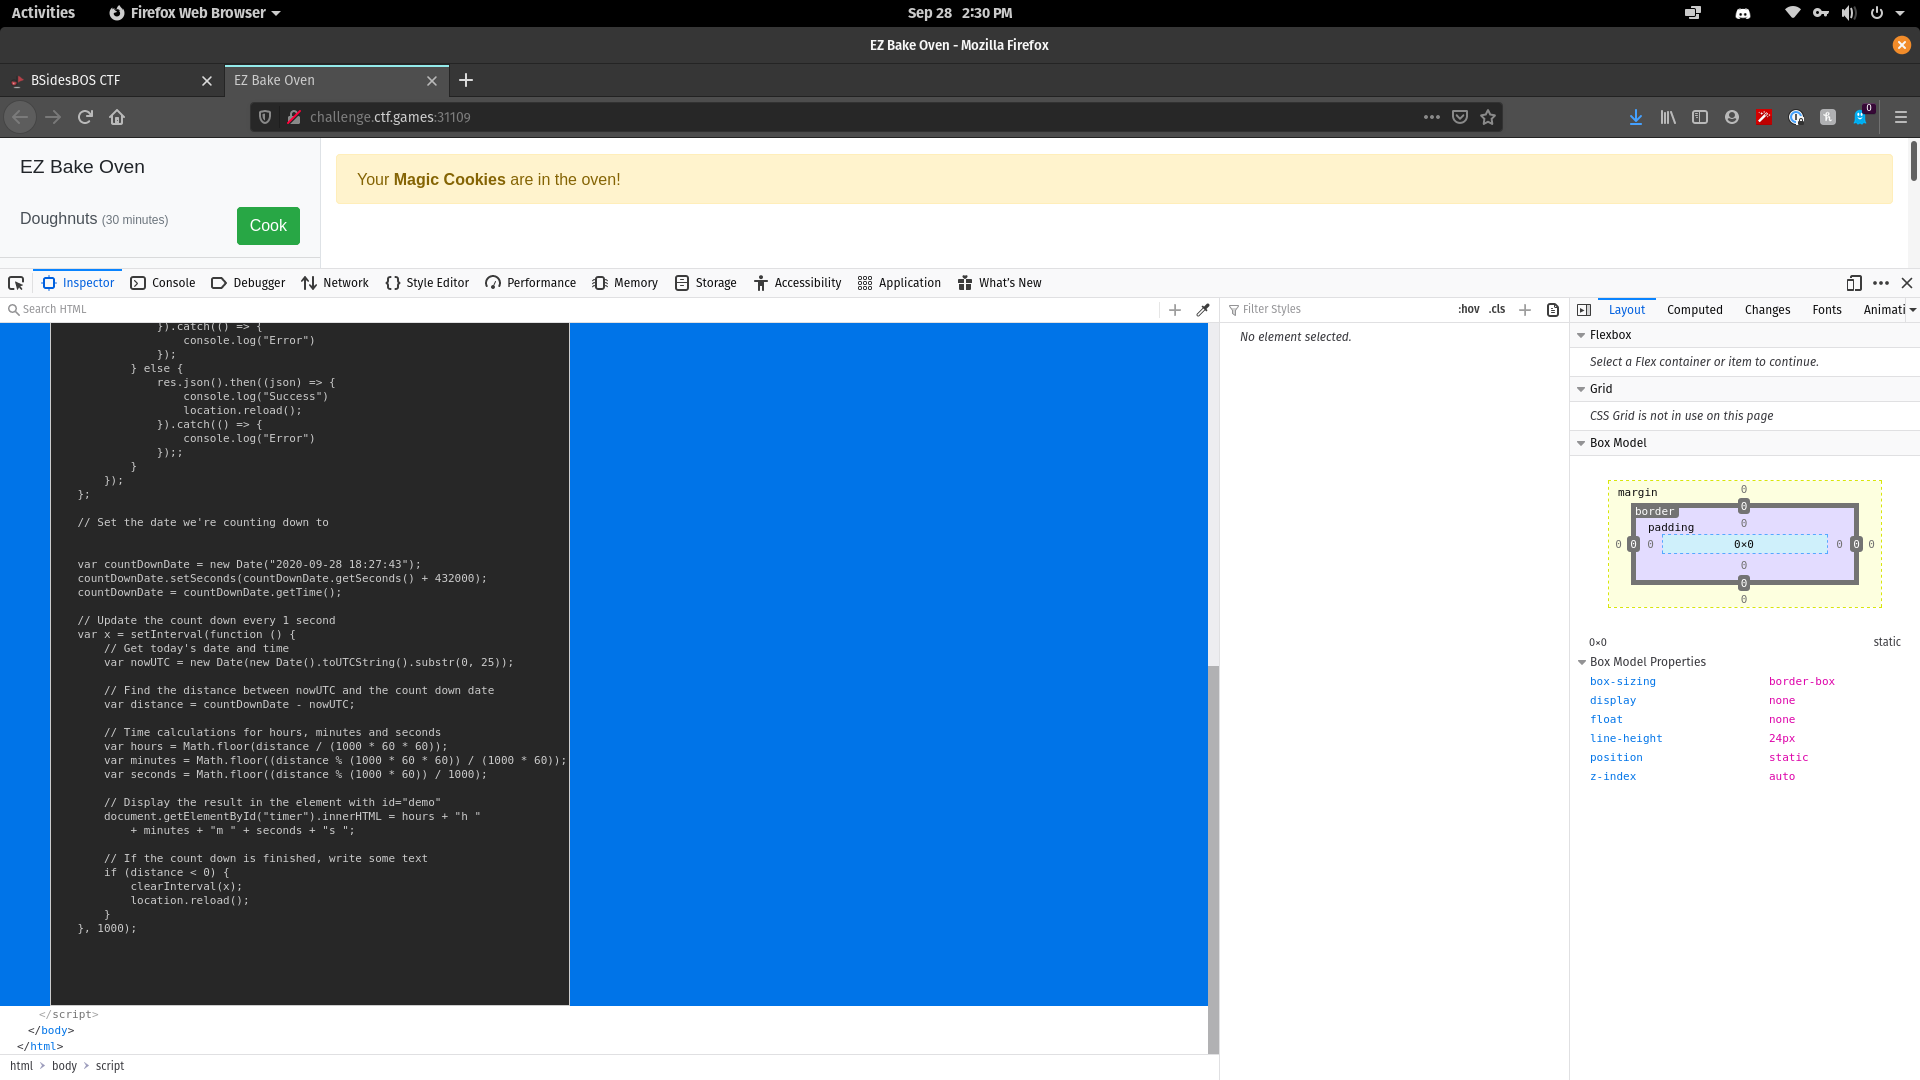 Activities Firefox Web Browser Sep 28 2:30 PM
EZ Bake Oven - Mozilla Firefox
BSidesBOS CTF EZ Bake Oven
challenge.ctf.games:31109 0
EZ Bake Oven
Doughnuts (30 minutes) Cook
Your Magic Cookies are in the oven!
Inspector Console Debugger Network Style Editor Performance Memory Storage Accessibility Application What's New
Search HTML
}).catch(() => {
console.log("Error")
});
} else {
res.json().then((json) => {
console.log("Success")
location.reload();
}).catch(() => {
console.log("Error")
});;
}
});
};
// Set the date we're counting down to
var countDownDate = new Date("2020-09-28 18:27:43");
countDownDate.setSeconds(countDownDate.getSeconds() + 432000);
countDownDate = countDownDate.getTime();
// Update the count down every 1 second
var x = setInterval(function () {
// Get today's date and time
var nowUTC = new Date(new Date().toUTCString().substr(0, 25));
// Find the distance between nowUTC and the count down date
var distance = countDownDate - nowUTC;
// Time calculations for hours, minutes and seconds
var hours = Math.floor(distance / (1000 * 60 * 60));
var minutes = Math.floor((distance % (1000 * 60 * 60)) / (1000 * 60));
var seconds = Math.floor((distance % (1000 * 60)) / 1000);
// Display the result in the element with id="demo"
document.getElementById("timer").innerHTML = hours + "h "
+ minutes + "m " + seconds + "s ";
// If the count down is finished, write some text
if (distance < 0) {
clearInterval(x);
location.reload();
}
}, 1000);
</script>
</body>
</html>
html > body > script
Filter Styles :hov .cls
No element selected.
Layout Computed Changes Fonts Animati
Flexbox
Select a Flex container or item to continue.
Grid
CSS Grid is not in use on this page
Box Model
margin 0
border 0
padding 0
0 0 0 0×0 0 0 0
0
0
0
0×0 static
Box Model Properties
box-sizing border-box
display none
float none
line-height 24px
position static
z-index auto